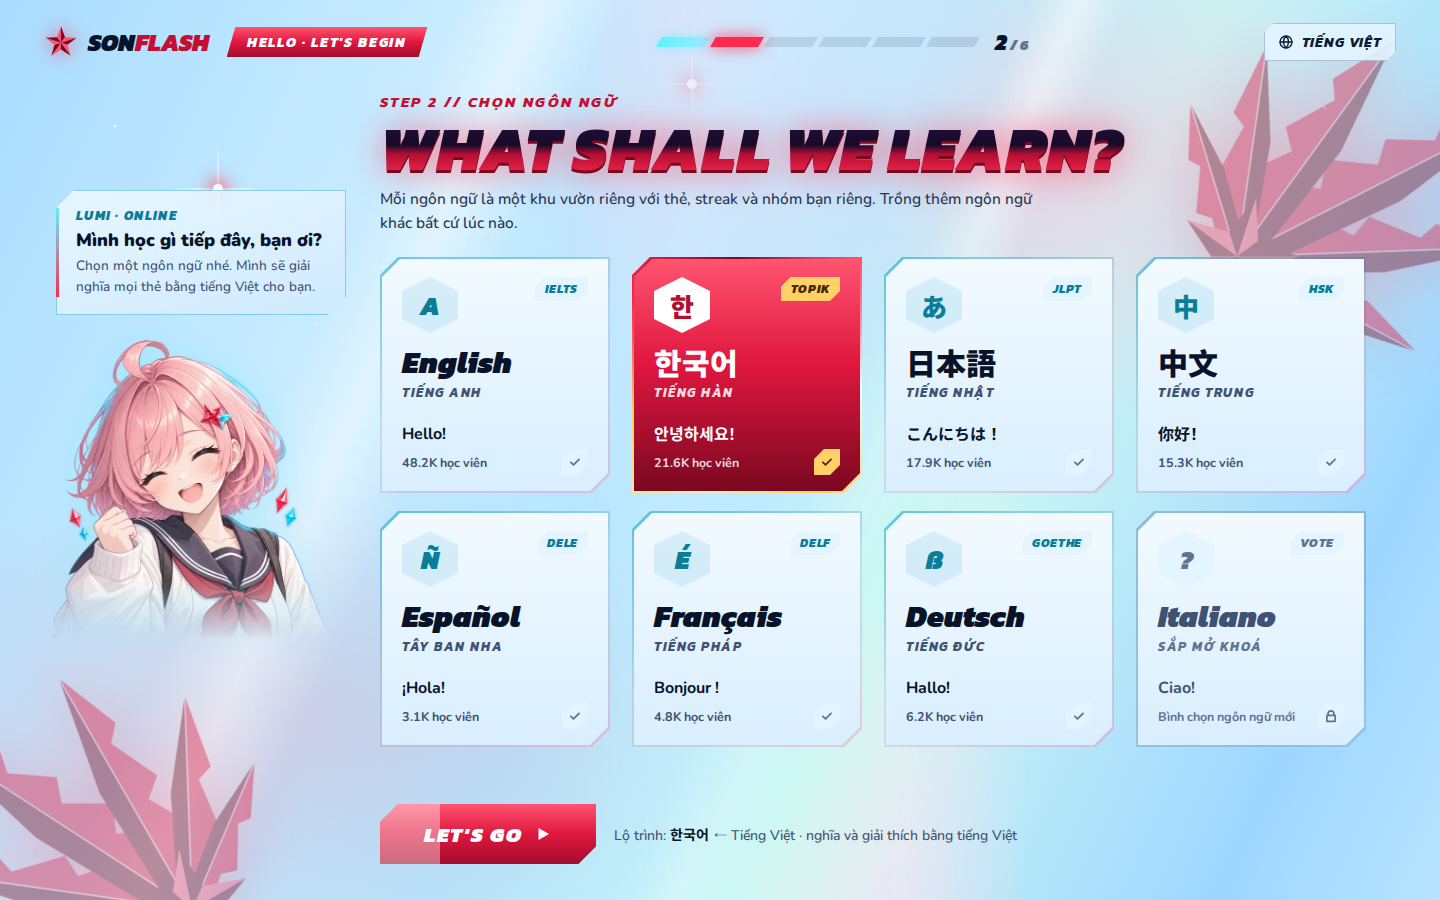 SONFLASH
HELLO · LET'S BEGIN
2 / 6
TIẾNG VIỆT
STEP 2 // CHỌN NGÔN NGỮ
WHAT SHALL WE LEARN?
Mỗi ngôn ngữ là một khu vườn riêng với thẻ, streak và nhóm bạn riêng. Trồng thêm ngôn ngữ
khác bất cứ lúc nào.
LUMI · ONLINE
Mình học gì tiếp đây, bạn ơi?
Chọn một ngôn ngữ nhé. Mình sẽ giải
nghĩa mọi thẻ bằng tiếng Việt cho bạn.
A
IELTS
English
TIẾNG ANH
Hello!
48.2K học viên
한
TOPIK
한국어
TIẾNG HÀN
안녕하세요!
21.6K học viên
あ
JLPT
日本語
TIẾNG NHẬT
こんにちは！
17.9K học viên
中
HSK
中文
TIẾNG TRUNG
你好!
15.3K học viên
Ñ
DELE
Español
TÂY BAN NHA
¡Hola!
3.1K học viên
É
DELF
Français
TIẾNG PHÁP
Bonjour !
4.8K học viên
ß
GOETHE
Deutsch
TIẾNG ĐỨC
Hallo!
6.2K học viên
?
VOTE
Italiano
SẮP MỞ KHOÁ
Ciao!
Bình chọn ngôn ngữ mới
LET'S GO
Lộ trình: 한국어 ← Tiếng Việt · nghĩa và giải thích bằng tiếng Việt